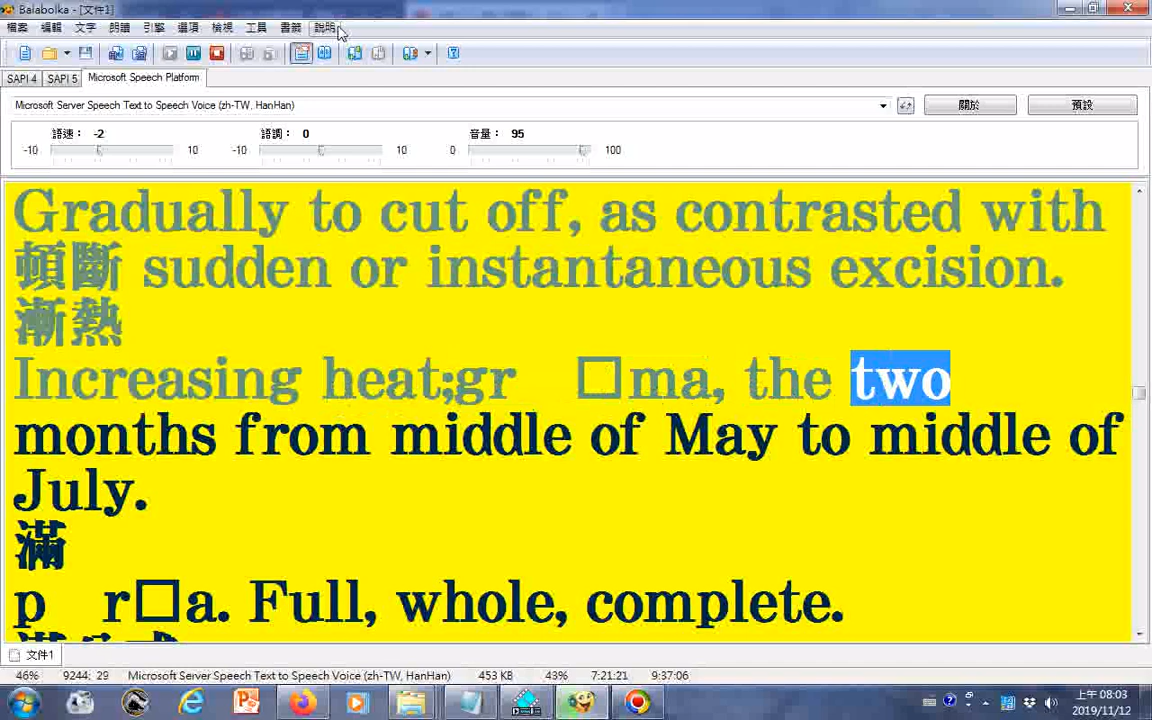 Balabolka - [文件1]
檔案 編輯 文字 朗讀 引擎 選項 檢視 工具 書籤 說明
SAPI 4 SAPI 5 Microsoft Speech Platform
Microsoft Server Speech Text to Speech Voice (zh-TW, HanHan) 關於 預設
語速： -2 語調： 0 音量： 95
-10 10 -10 10 0 100
Gradually to cut off, as contrasted with
頓斷 sudden or instantaneous excision.
漸熱
Increasing heat;gr □ma, the two
months from middle of May to middle of
July.
滿
p r□a. Full, whole, complete.
文件1
46% 9244; 29 Microsoft Server Speech Text to Speech Voice (zh-TW, HanHan) 453 KB 43% 7:21:21 9:37:06
上午 08:03
2019/11/12